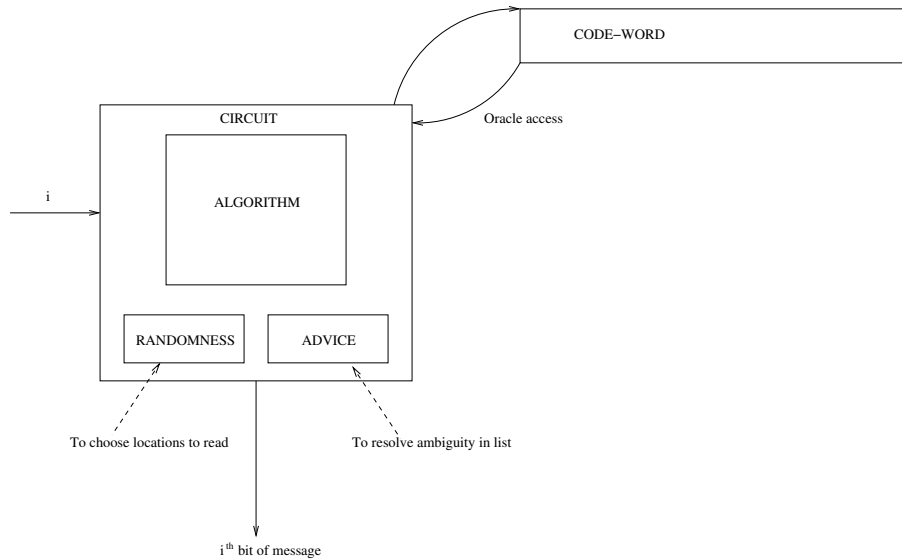 CODE–WORD
Oracle access
CIRCUIT
ALGORITHM
i
RANDOMNESS
ADVICE
To choose locations to read
To resolve ambiguity in list
i th bit of message